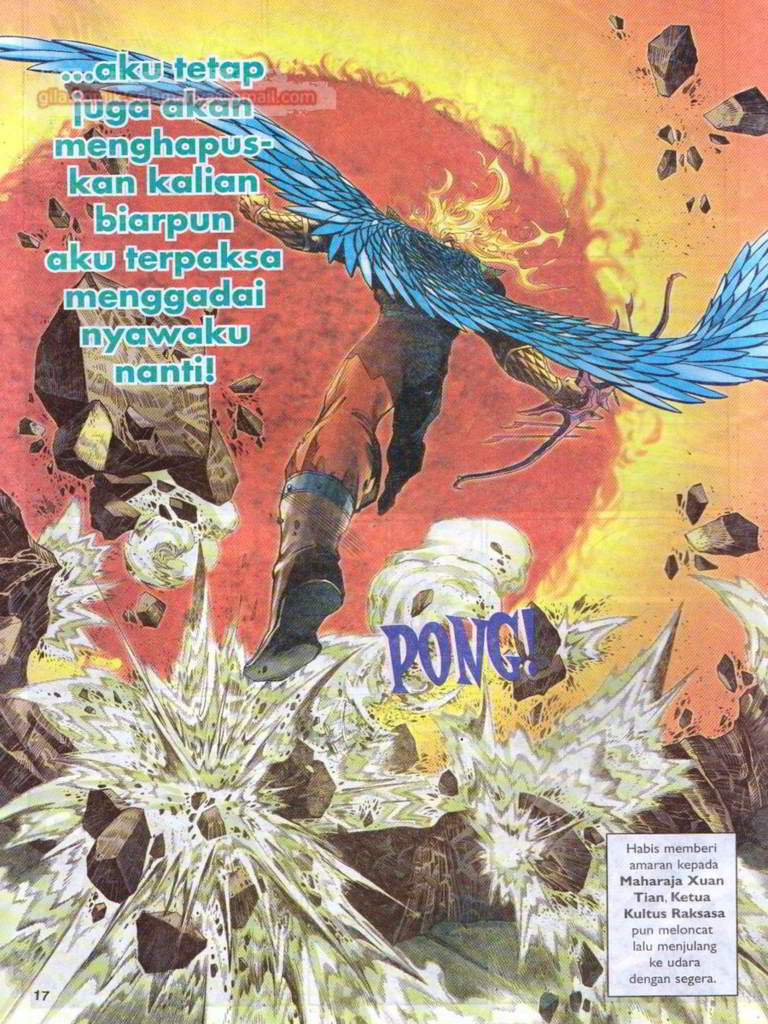 ...aku tetap
juga akan
menghapus-
kan kalian
biarpun
aku terpaksa
menggadai
nyawaku
nanti!
PONG!
Habis memberi
amaran kepada
Maharaja Xuan
Tian, Ketua
Kultus Raksasa
pun meloncat
lalu menjulang
ke udara
dengan segera.
17